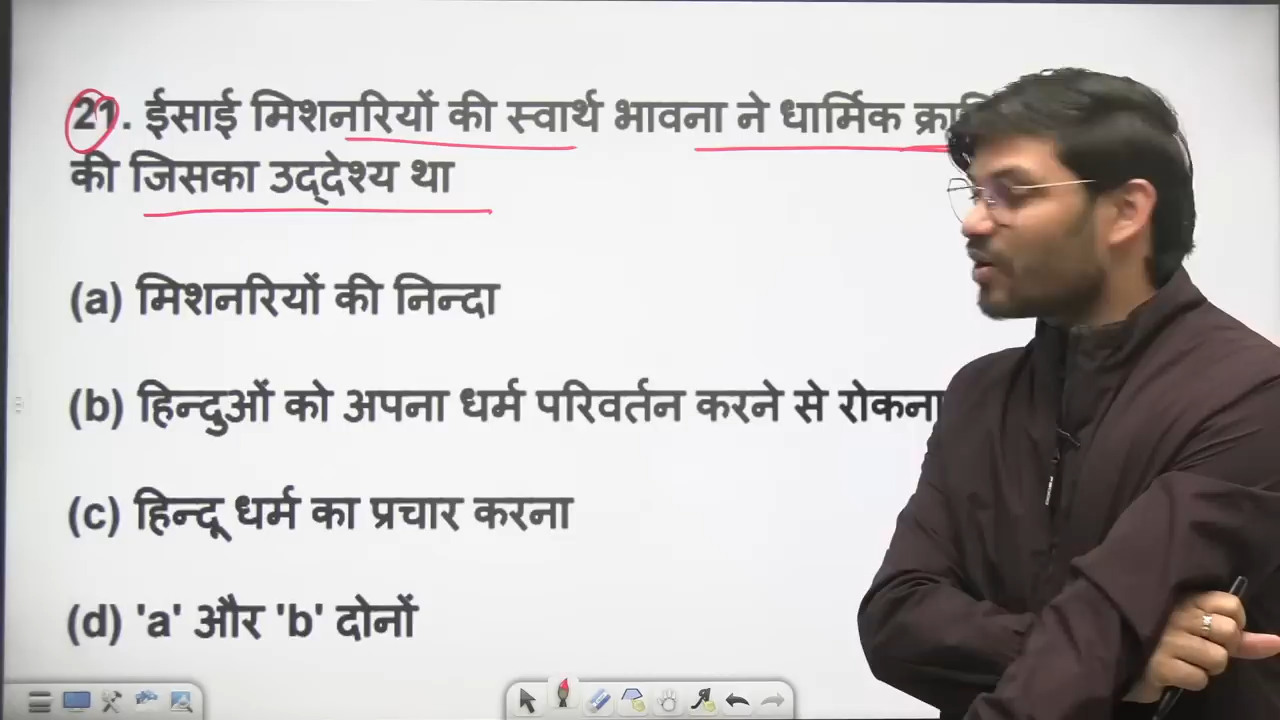 21. ईसाई मिशनरियों की स्वार्थ भावना ने धार्मिक
की जिसका उद्देश्य था
(a) मिशनरियों की निन्दा
(b) हिन्दुओं को अपना धर्म परिवर्तन करने से रोकना
(c) हिन्दू धर्म का प्रचार करना
(d) 'a' और 'b' दोनों